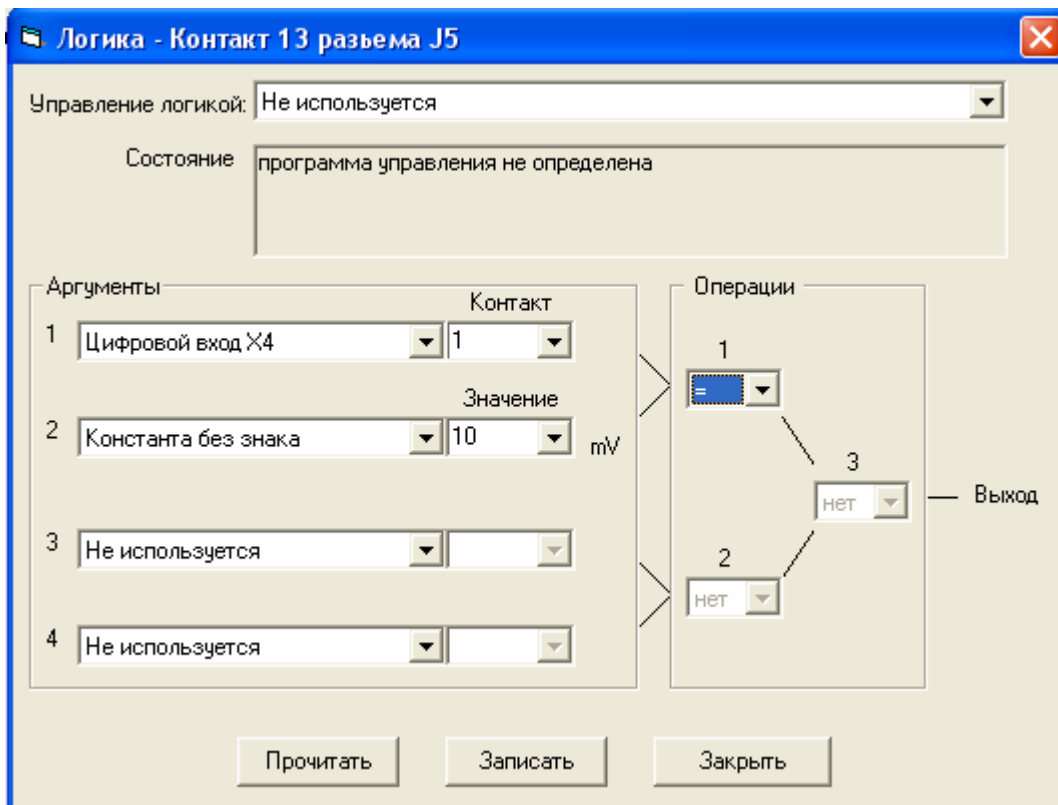 Логика - Контакт 13 разъема J5
Управление логикой: Не используется
Состояние программа управления не определена
Аргументы
Контакт
1 Цифровой вход X4 1
Значение
2 Константа без знака 10 mV
3 Не используется
4 Не используется
Операции
1
=
3
нет Выход
2
нет
Прочитать Записать Закрыть